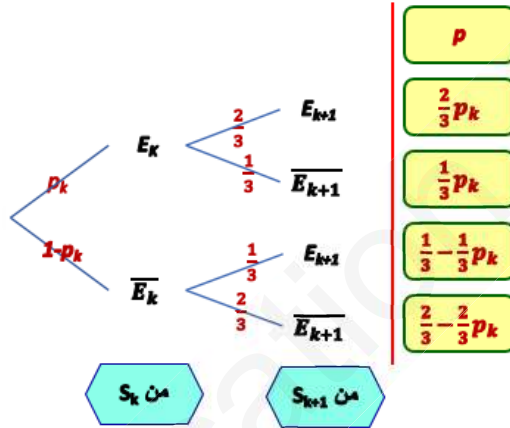 p
2/3 E_{k+1} 2/3 p_k
E_K
p_k 1/3 \overline{E_{k+1}} 1/3 p_k
1-p_k 1/3 E_{k+1} 1/3 - 1/3 p_k
\overline{E_k}
2/3 \overline{E_{k+1}} 2/3 - 2/3 p_k
من S_k من S_{k+1}